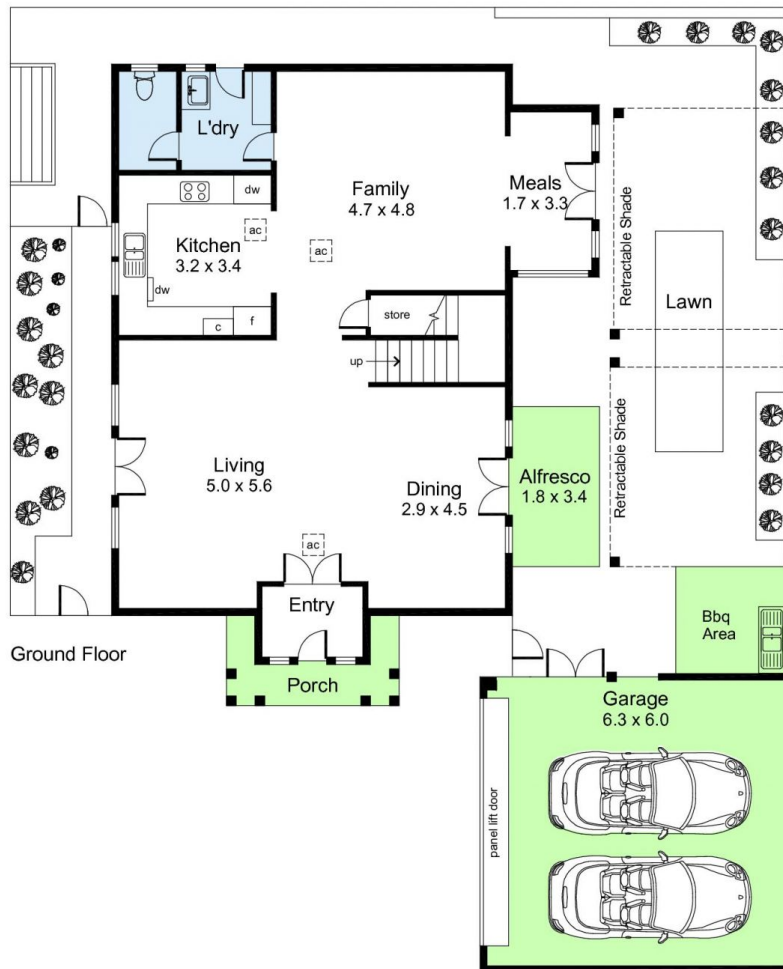 L'dry
dw
Family
4.7 x 4.8
Meals
1.7 x 3.3
Retractable Shade
Kitchen
3.2 x 3.4
ac
ac
dw
c
f
store
up
Lawn
Living
5.0 x 5.6
Dining
2.9 x 4.5
Alfresco
1.8 x 3.4
Retractable Shade
ac
Entry
Porch
Ground Floor
Bbq
Area
Garage
6.3 x 6.0
panel lift door